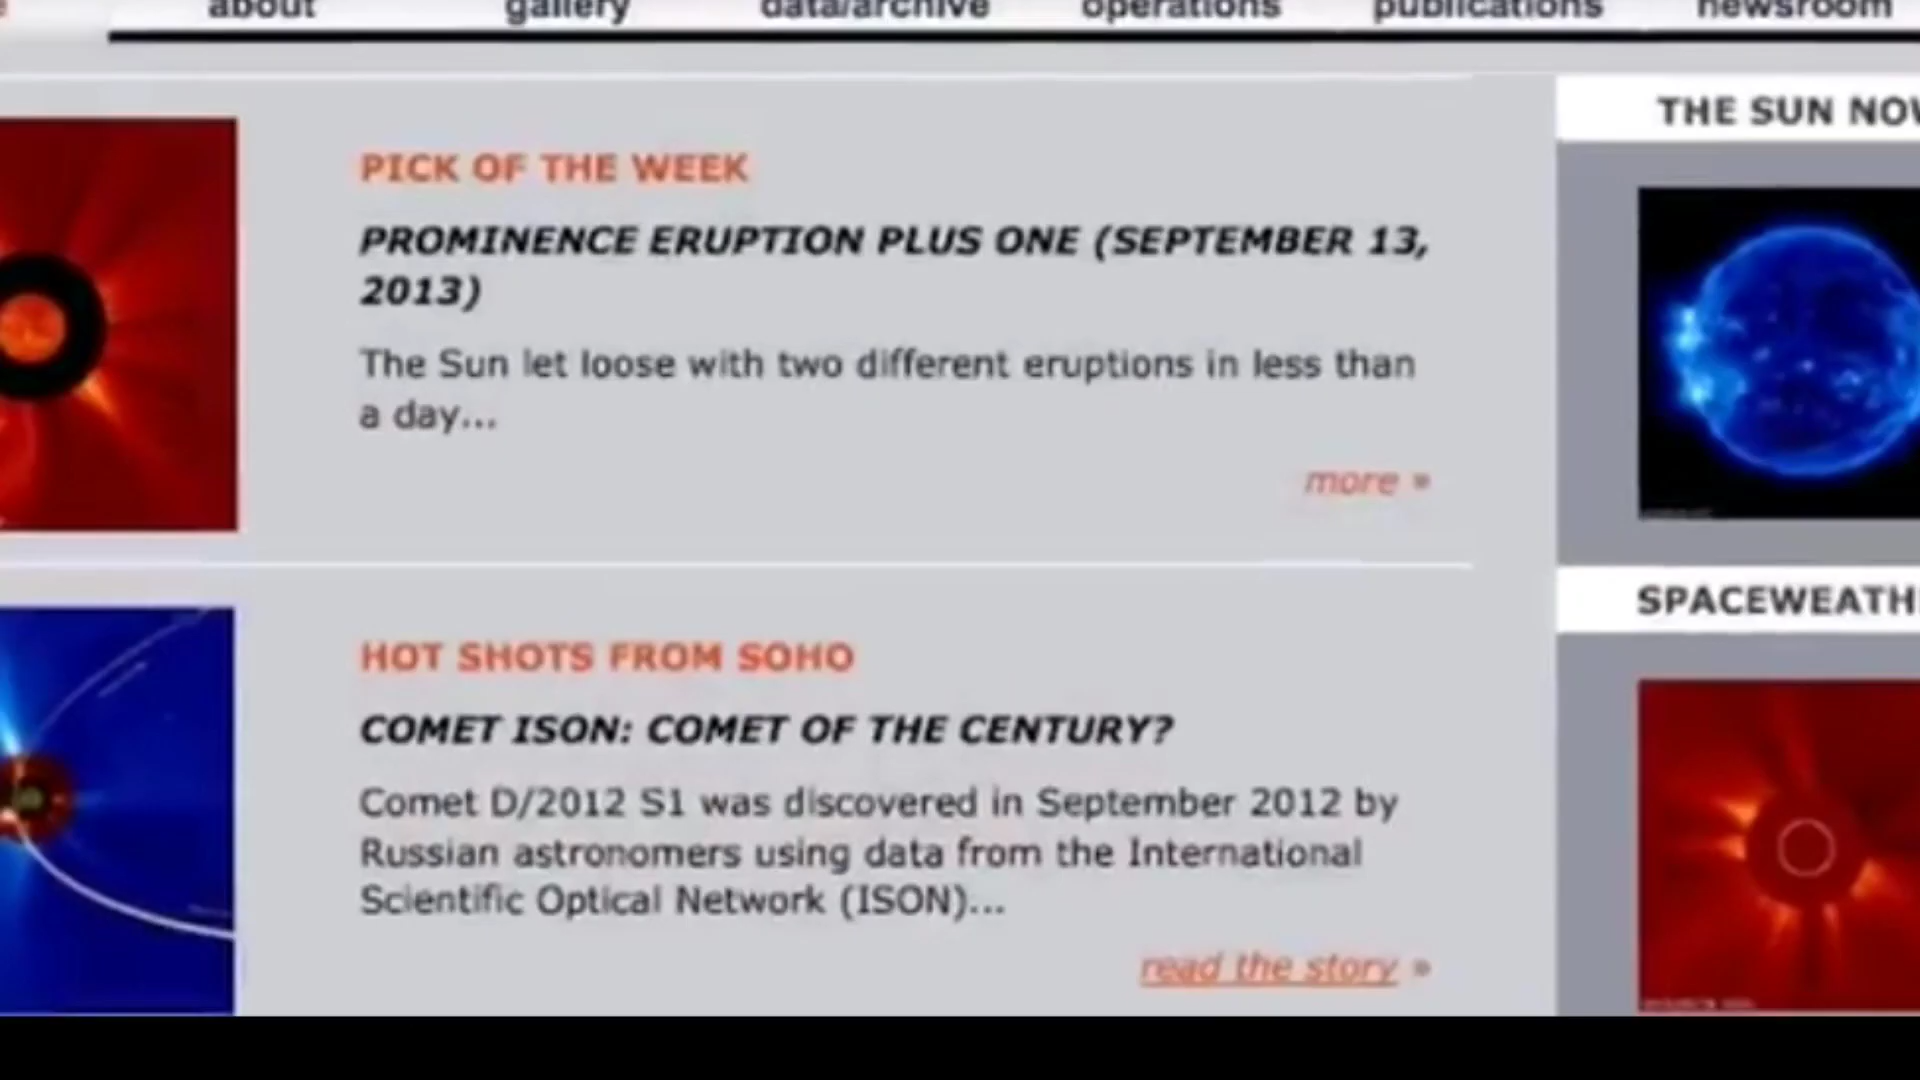 about gallery data/archive operations publications newsroom
PICK OF THE WEEK
PROMINENCE ERUPTION PLUS ONE (SEPTEMBER 13,
2013)
The Sun let loose with two different eruptions in less than
a day...
more »
HOT SHOTS FROM SOHO
COMET ISON: COMET OF THE CENTURY?
Comet D/2012 S1 was discovered in September 2012 by
Russian astronomers using data from the International
Scientific Optical Network (ISON)...
read the story »
THE SUN NOW
SPACEWEATH